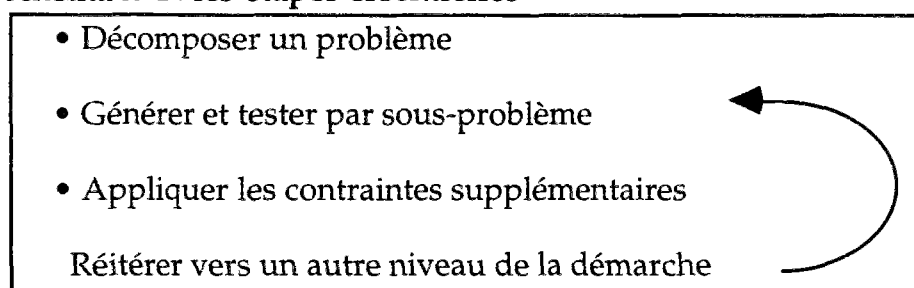 • Décomposer un problème
• Générer et tester par sous-problème
• Appliquer les contraintes supplémentaires
Réitérer vers un autre niveau de la démarche